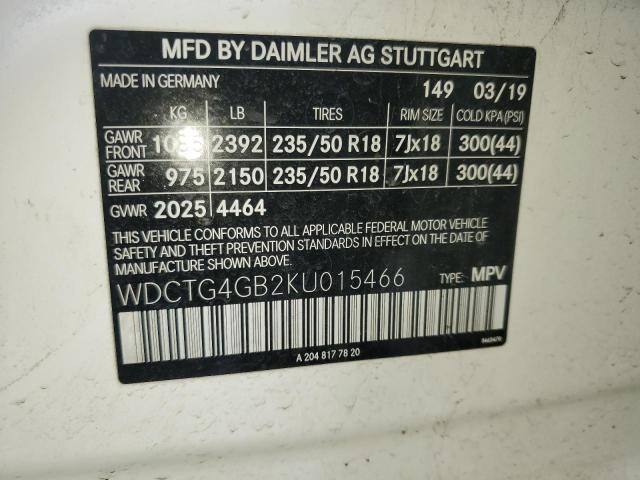 MFD BY DAIMLER AG STUTTGART
MADE IN GERMANY 149 03/19
KG LB TIRES RIM SIZE COLD KPA(PSI)
GAWR FRONT 2392 235/50 R18 7Jx18 300(44)
GAWR REAR 975 2150 235/50 R18 7Jx18 300(44)
GVWR 2025 4464
THIS VEHICLE CONFORMS TO ALL APPLICABLE FEDERAL MOTOR VEHICLE
SAFETY AND THEFT PREVENTION STANDARDS IN EFFECT ON THE DATE OF
MANUFACTURE SHOWN ABOVE.
WDCTG4GB2KU015466 TYPE: MPV
A 204 817 78 20